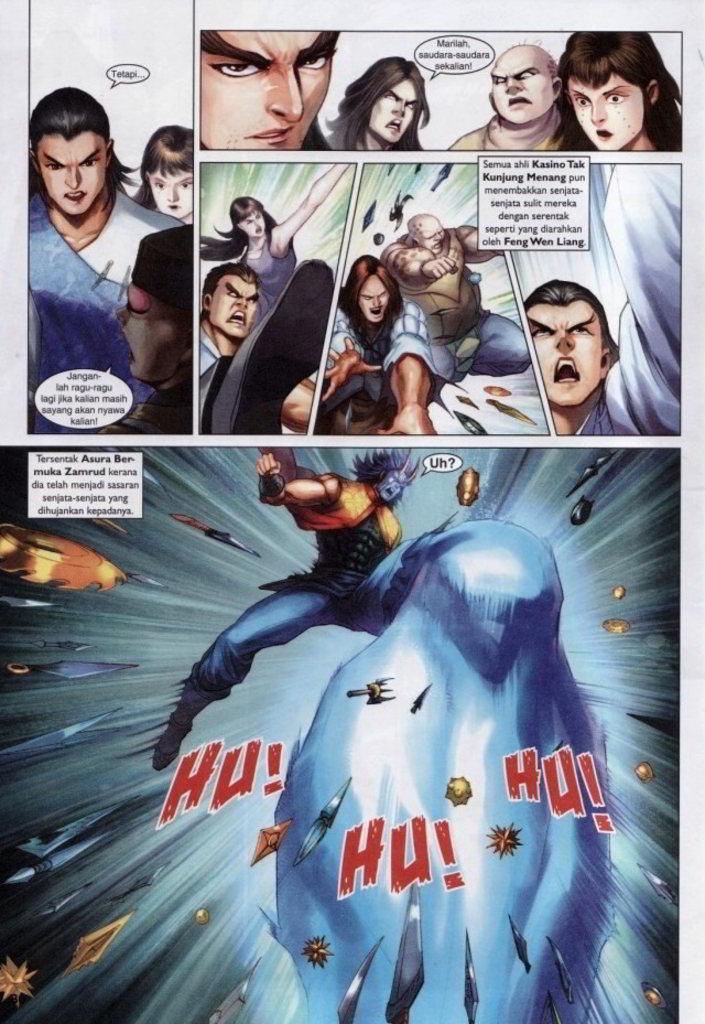 Tetapi...
Jangan-
lah ragu-ragu
lagi jika kalian masih
sayang akan nyawa
kalian!
Marilah,
saudara-saudara
sekalian!
Semua ahli Kasino Tak
Kunjung Menang pun
menembakkan senjata-
senjata sulit mereka
dengan serentak
seperti yang diarahkan
oleh Feng Wen Liang.
Tersentak Asura Ber-
muka Zamrud kerana
dia telah menjadi sasaran
senjata-senjata yang
dihujankan kepadanya.
Uh?
HU!
HU!
HU!